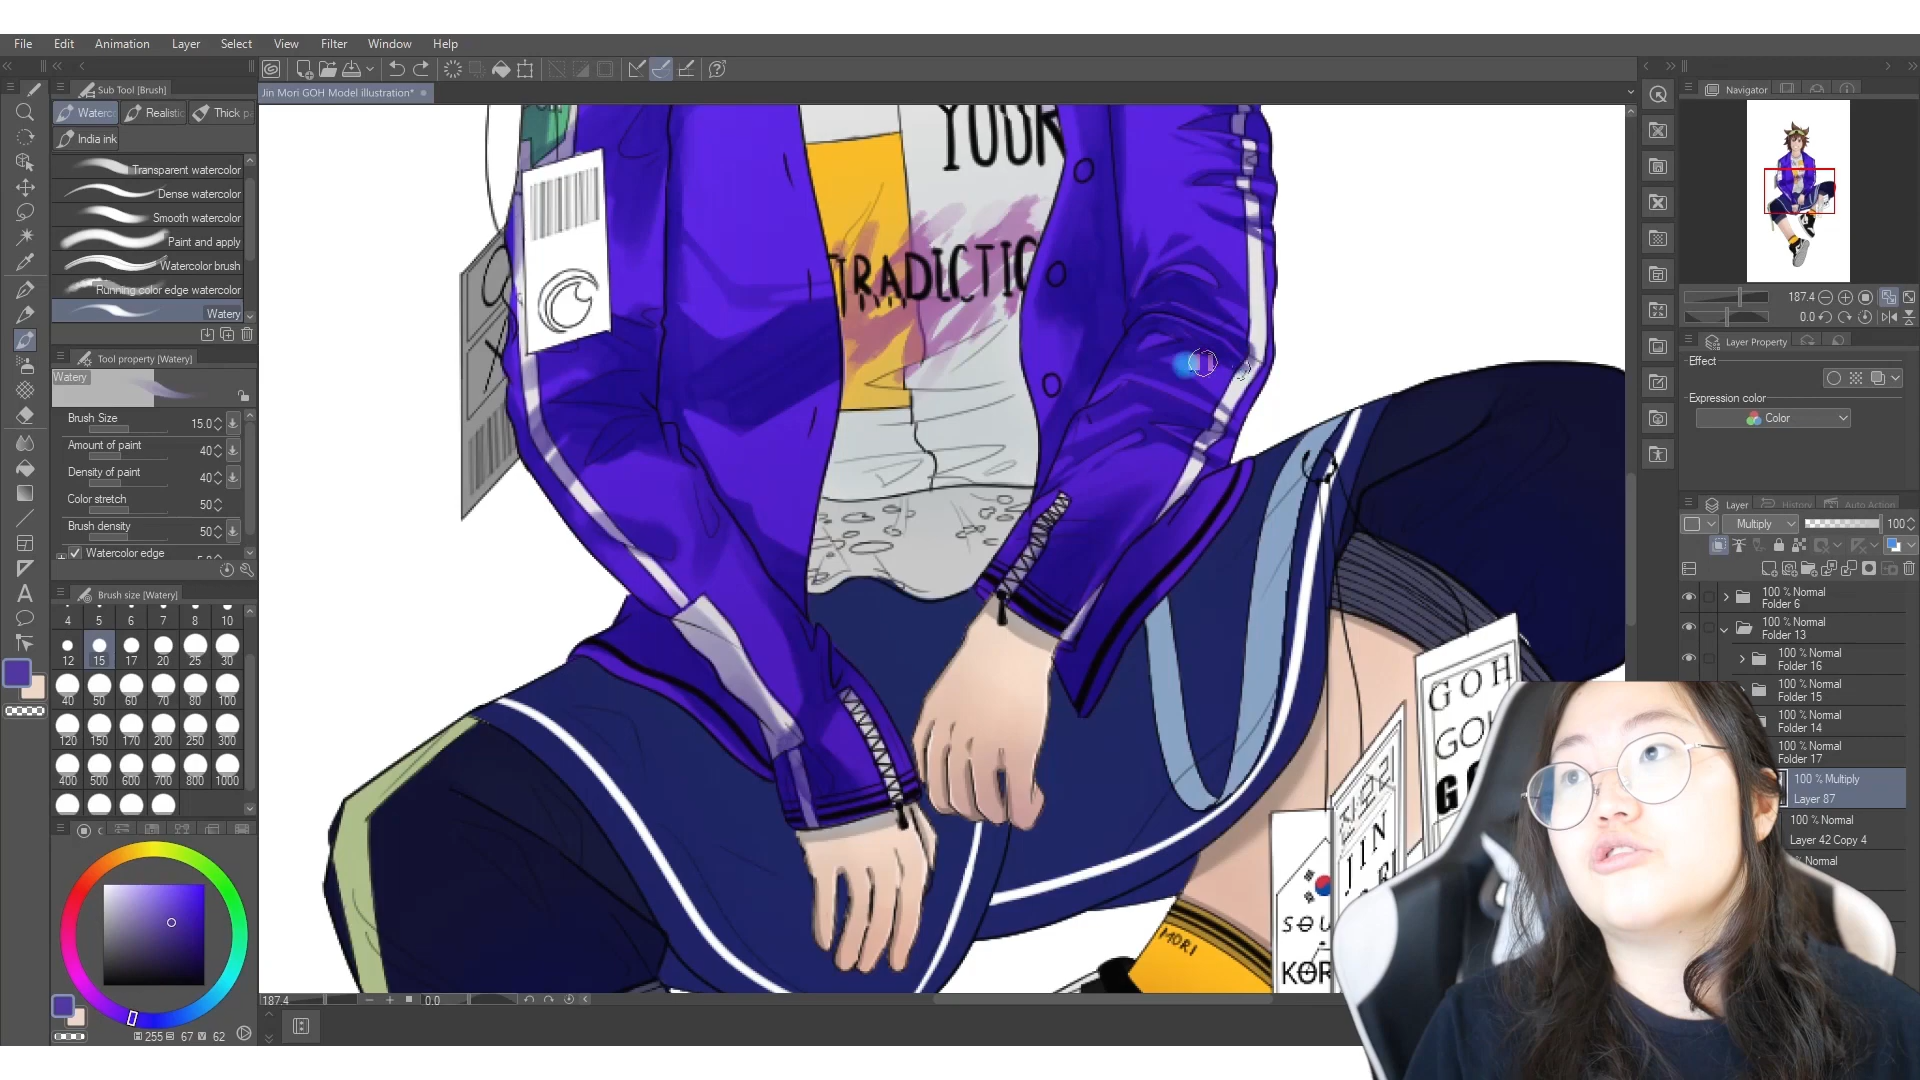 File Edit Animation Layer Select View Filter Window Help
Sub Tool [Brush]
Jin Mori GOH Model illustration*
Navigator
Waterc Realistic Thick p
India ink
Transparent watercolor
Dense watercolor
Smooth watercolor
Paint and apply
Watercolor brush
Running color edge watercolor
Watery
Tool property [Watery]
Watery
Brush Size 15.0
Amount of paint 40
Density of paint 40
Color stretch 50
Brush density 50
Watercolor edge
Brush size [Watery]
4 5 6 7 8 10
12 15 17 20 25 30
40 50 60 70 80 100
120 150 170 200 250 300
400 500 600 700 800 1000
255 67 62
YOUR
TRADICTIO
GOH
GO
G
JIN
SOU
KOR
MORI
187.4 0.0
187.4
0.0
Layer Property
Effect
Expression color
Color
Layer History Auto Action
Multiply 100
100 % Normal
Folder 6
100 % Normal
Folder 13
100 % Normal
Folder 16
100 % Normal
Folder 15
100 % Normal
Folder 14
100 % Normal
Folder 17
100 % Multiply
Layer 87
100 % Normal
Layer 42 Copy 4
% Normal